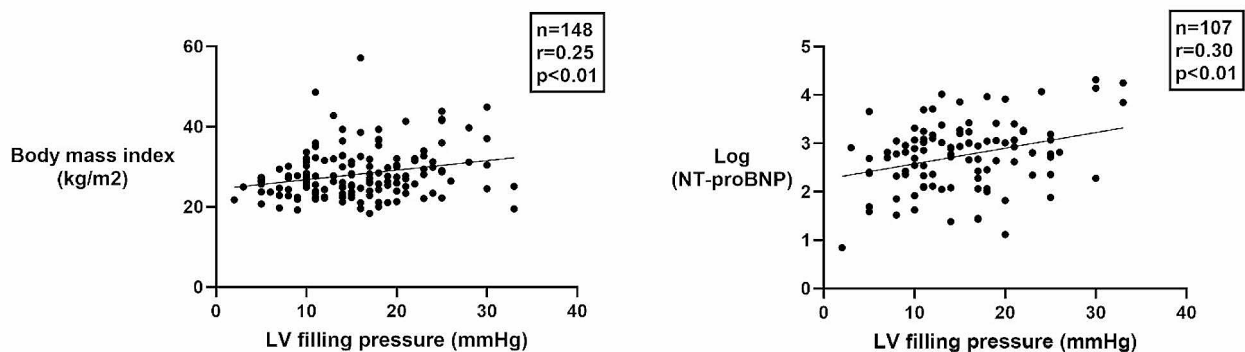 n=148
r=0.25
p<0.01
60
40
20
0
Body mass index
(kg/m2)
0 10 20 30 40
LV filling pressure (mmHg)
n=107
r=0.30
p<0.01
5
4
3
2
1
0
Log
(NT-proBNP)
0 10 20 30 40
LV filling pressure (mmHg)